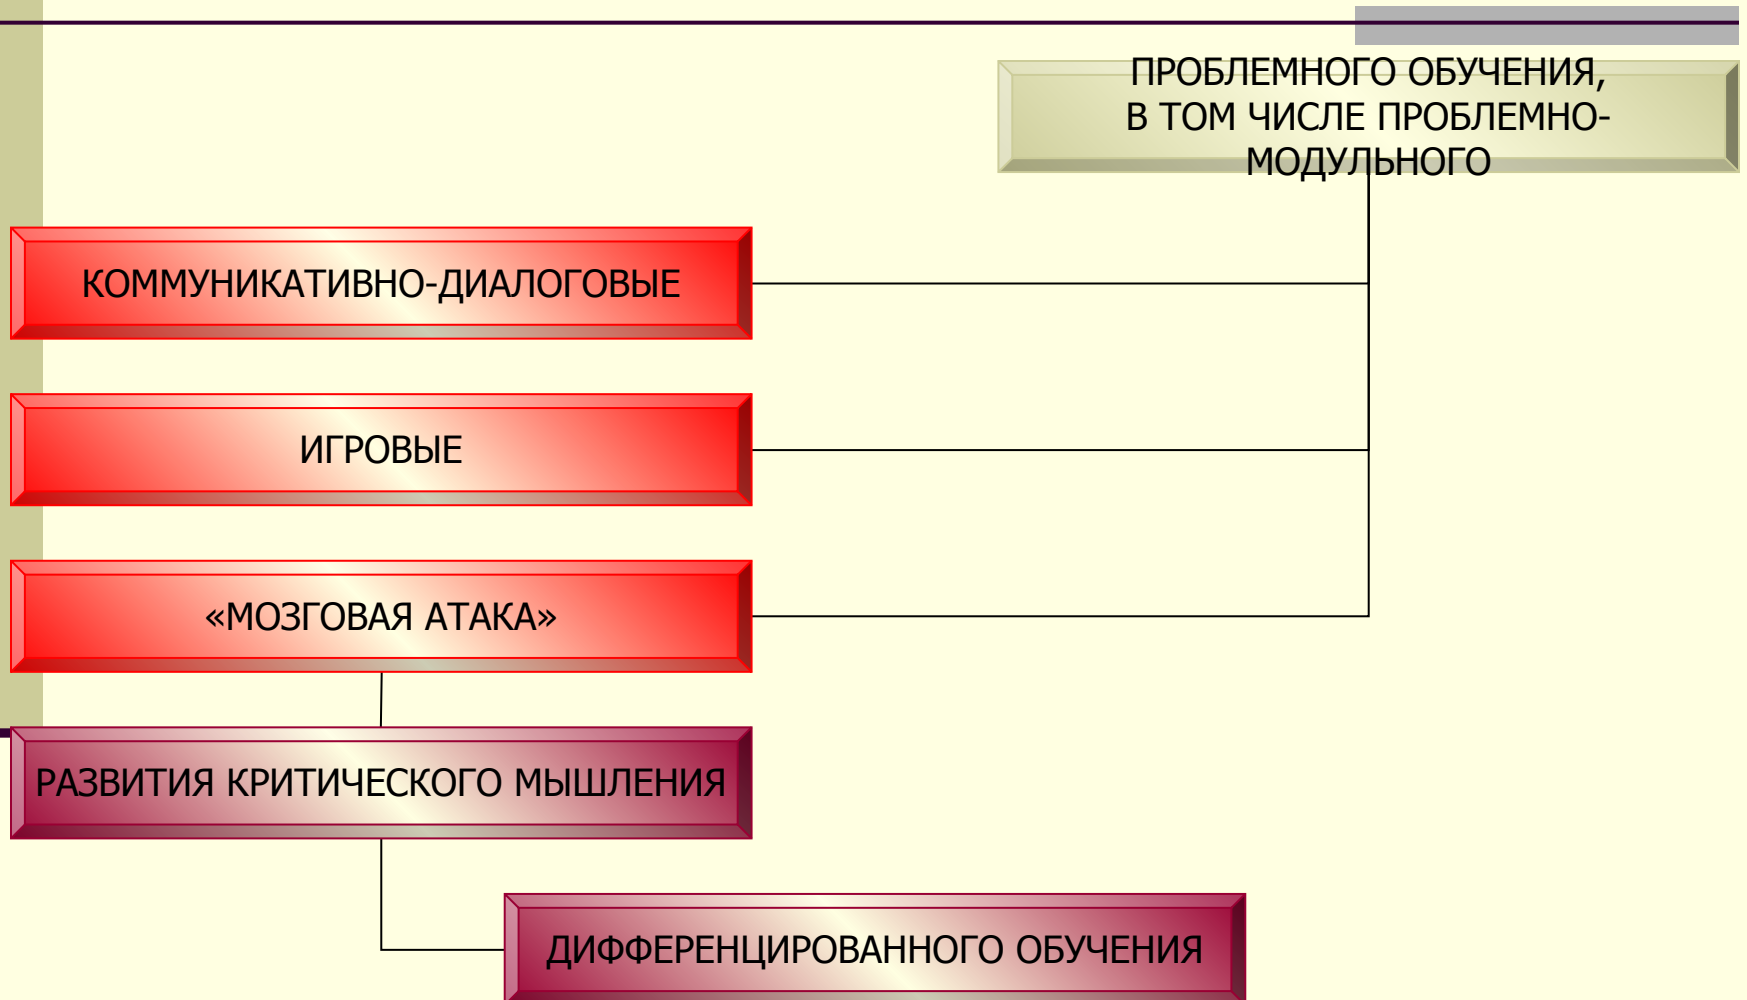 ПРОБЛЕМНОГО ОБУЧЕНИЯ,
В ТОМ ЧИСЛЕ ПРОБЛЕМНО-
МОДУЛЬНОГО
КОММУНИКАТИВНО-ДИАЛОГОВЫЕ
ИГРОВЫЕ
«МОЗГОВАЯ АТАКА»
РАЗВИТИЯ КРИТИЧЕСКОГО МЫШЛЕНИЯ
ДИФФЕРЕНЦИРОВАННОГО ОБУЧЕНИЯ